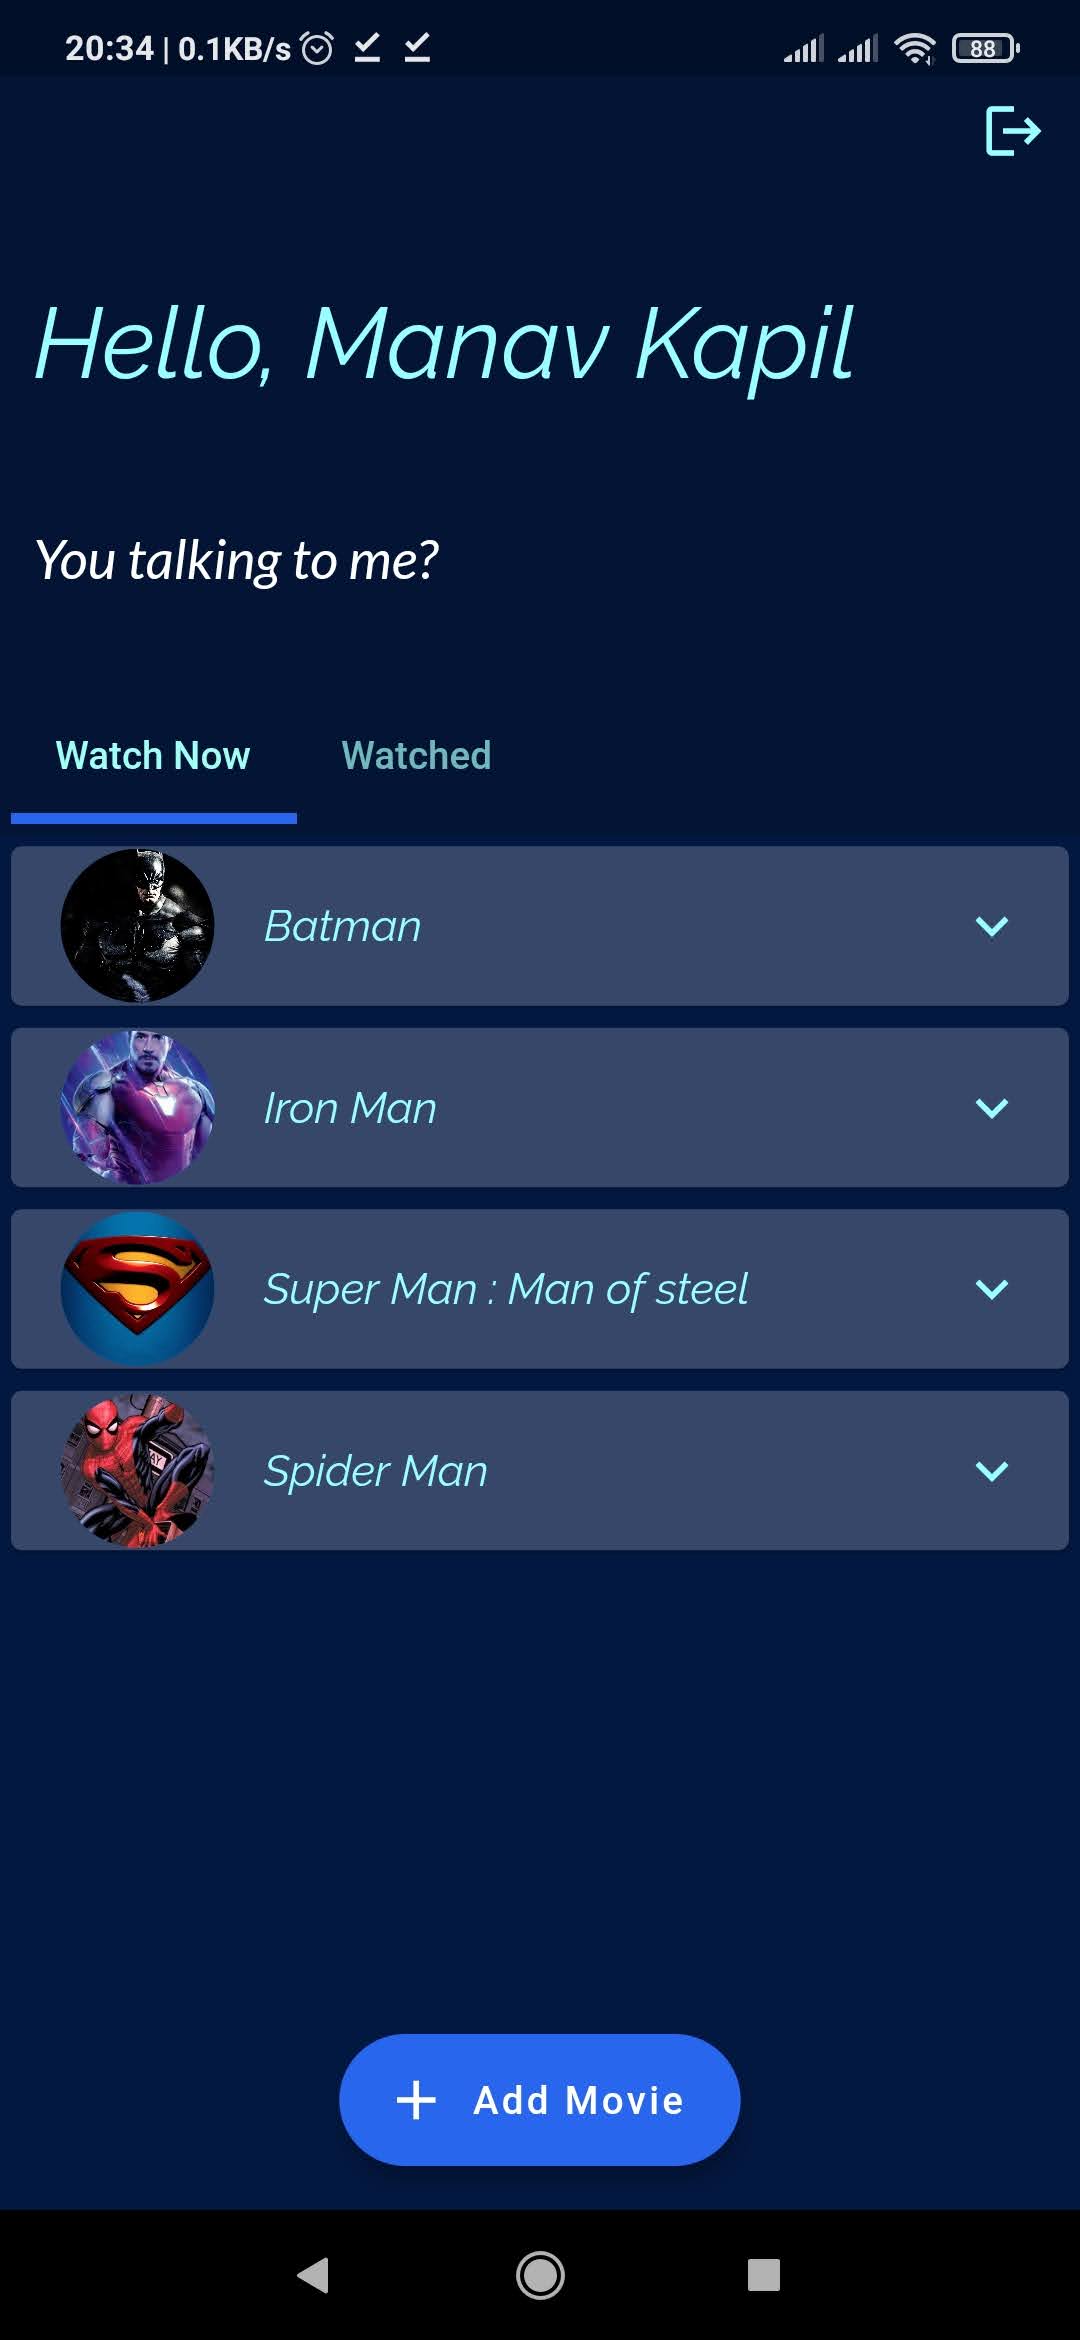 20:34 | 0.1KB/s
88
Hello, Manav Kapil
You talking to me?
Watch Now
Watched
Batman
Iron Man
Super Man : Man of steel
Spider Man
+ Add Movie